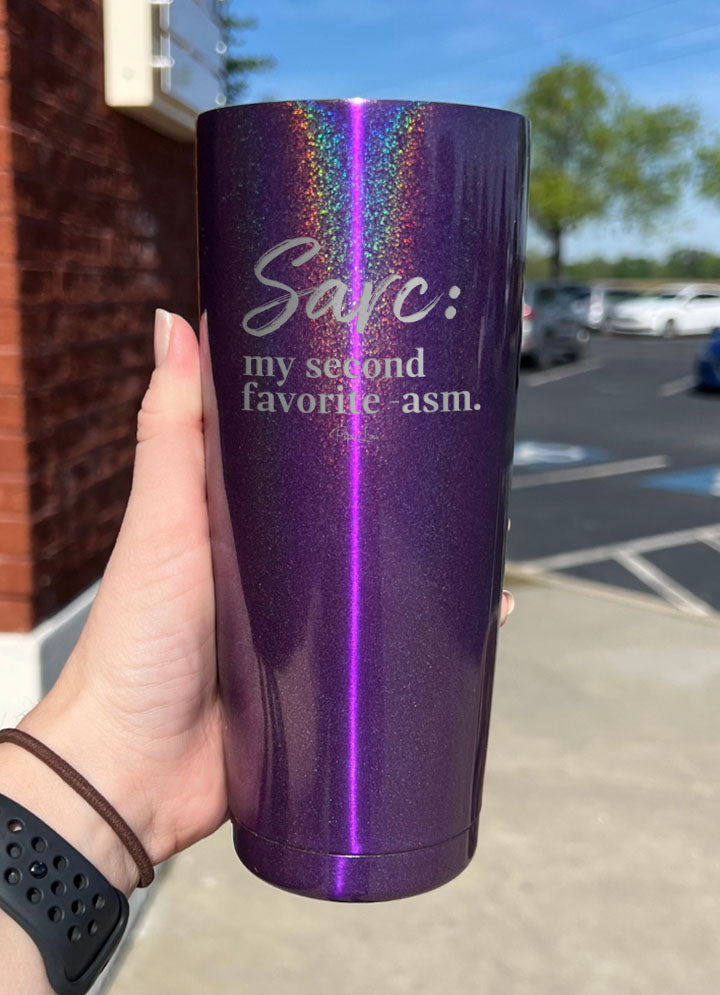 Sarc:
my second
favorite -asm.